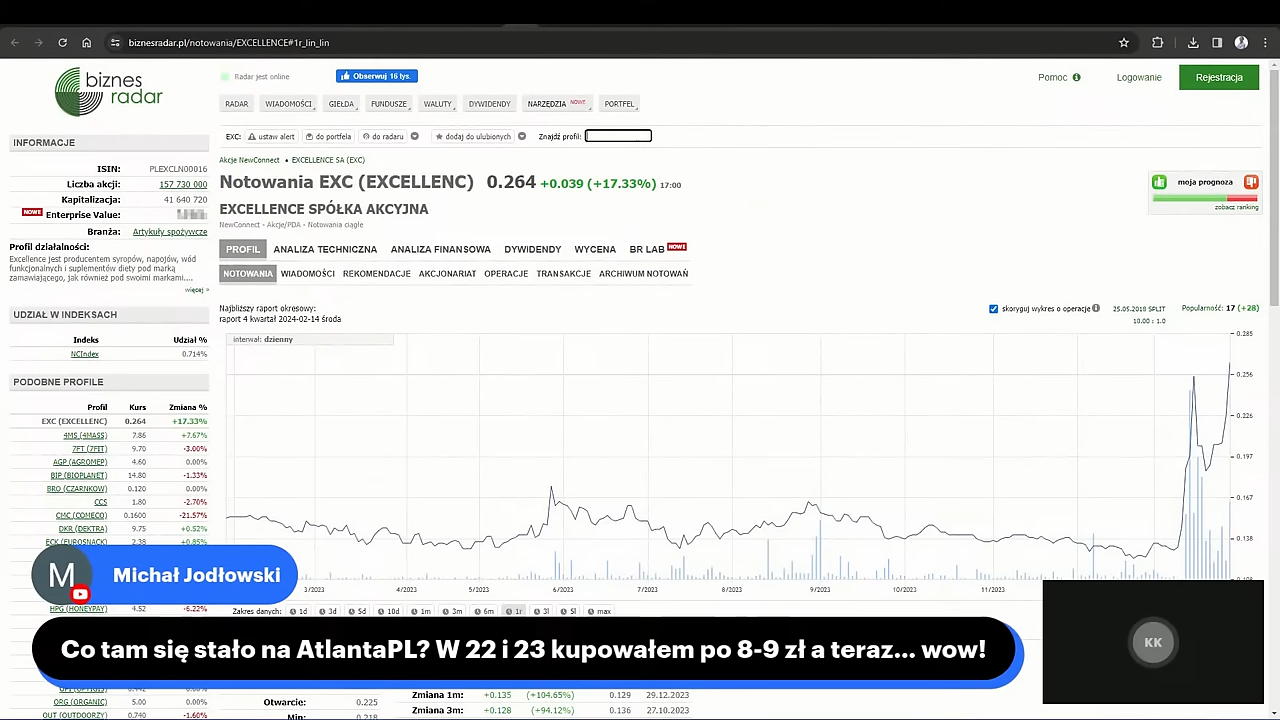 biznesradar.pl/notowania/EXCELLENCE#1r_lin_lin
biznes
radar
Radar jest online
Obserwuj 16 tys.
Pomoc
Logowanie
Rejestracja
RADAR WIADOMOŚCI GIEŁDA FUNDUSZE WALUTY DYWIDENDY NARZĘDZIA NOWE PORTFEL
EXC: ustaw alert do portfela do radaru dodaj do ulubionych Znajdź profil:
INFORMACJE
ISIN: PLEXCLN00016
Liczba akcji: 157 730 000
Kapitalizacja: 41 640 720
NOWE Enterprise Value:
Branża: Artykuły spożywcze
Profil działalności:
Excellence jest producentem syropów, napojów, wód
funkcjonalnych i suplementów diety pod marką
zamawiającego, jak również pod swoimi markami....
więcej »
UDZIAŁ W INDEKSACH
Indeks Udział %
NCIndex 0.714%
PODOBNE PROFILE
Profil Kurs Zmiana %
EXC (EXCELLENC) 0.264 +17.33%
4MS (4MASS) 7.86 +7.67%
7FT (7FIT) 9.70 -3.00%
AGP (AGROMEP) 4.60 0.00%
BIP (BIOPLANET) 14.80 -1.33%
BRO (CZARNKOW) 0.120 0.00%
CCS 1.80 -2.70%
CMC (COMECO) 0.1600 -21.57%
DKR (DEKTRA) 9.75 +0.52%
ECK (EUROSNACK) 2.38 +0.85%
HPG (HONEYPAY) 4.52 -6.22%
ORG (ORGANIC) 5.00 0.00%
OUT (OUTDOORZY) 0.740 -1.60%
Akcje NewConnect • EXCELLENCE SA (EXC)
Notowania EXC (EXCELLENC) 0.264 +0.039 (+17.33%) 17:00
EXCELLENCE SPÓŁKA AKCYJNA
NewConnect - Akcje/PDA - Notowania ciągłe
moja prognoza
zobacz ranking
PROFIL ANALIZA TECHNICZNA ANALIZA FINANSOWA DYWIDENDY WYCENA BR LAB NOWE
NOTOWANIA WIADOMOŚCI REKOMENDACJE AKCJONARIAT OPERACJE TRANSAKCJE ARCHIWUM NOTOWAŃ
Najbliższy raport okresowy:
raport 4 kwartał 2024-02-14 środa
skoryguj wykres o operacje
25.05.2018 SPLIT
10.00 : 1.0
Popularność: 17 (+28)
interwał: dzienny
0.285
0.256
0.226
0.197
0.167
0.138
0.108
3/2023 4/2023 5/2023 6/2023 7/2023 8/2023 9/2023 10/2023 11/2023
Zakres danych: 1d 3d 5d 10d 1m 3m 6m 1r 3l 5l max
Otwarcie: 0.225
Min: 0.218
Zmiana 1m: +0.135 (+104.65%) 0.129 29.12.2023
Zmiana 3m: +0.128 (+94.12%) 0.136 27.10.2023
M
Michał Jodłowski
Co tam się stało na AtlantaPL? W 22 i 23 kupowałem po 8-9 zł a teraz... wow!
KK